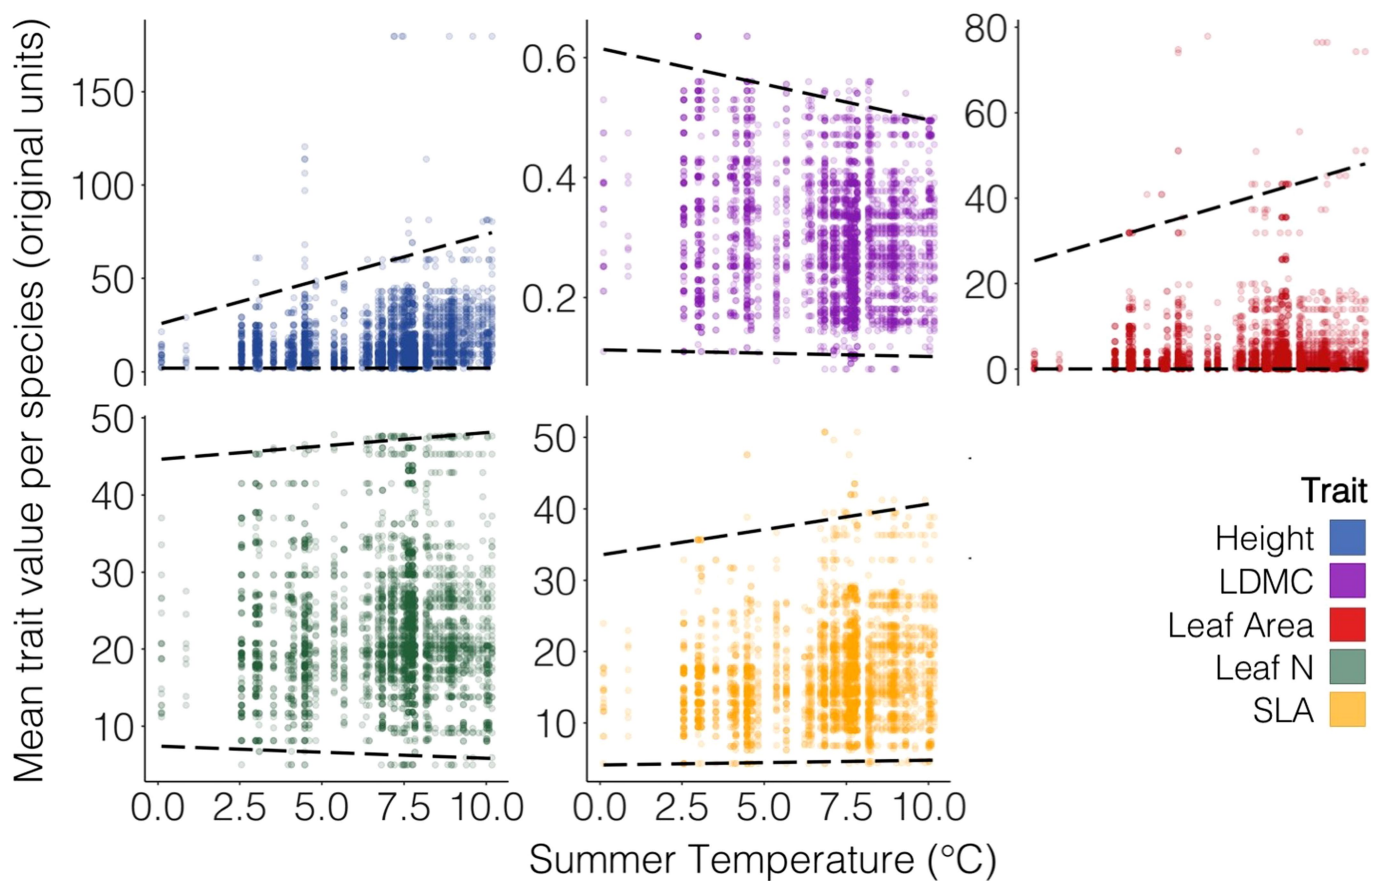 Mean trait value per species (original units)
150
100
50
0
0.6
0.4
0.2
80
60
40
20
0
50
40
30
20
10
0.0 2.5 5.0 7.5 10.0
50
40
30
20
10
0.0 2.5 5.0 7.5 10.0
Summer Temperature (°C)
Trait
Height
LDMC
Leaf Area
Leaf N
SLA